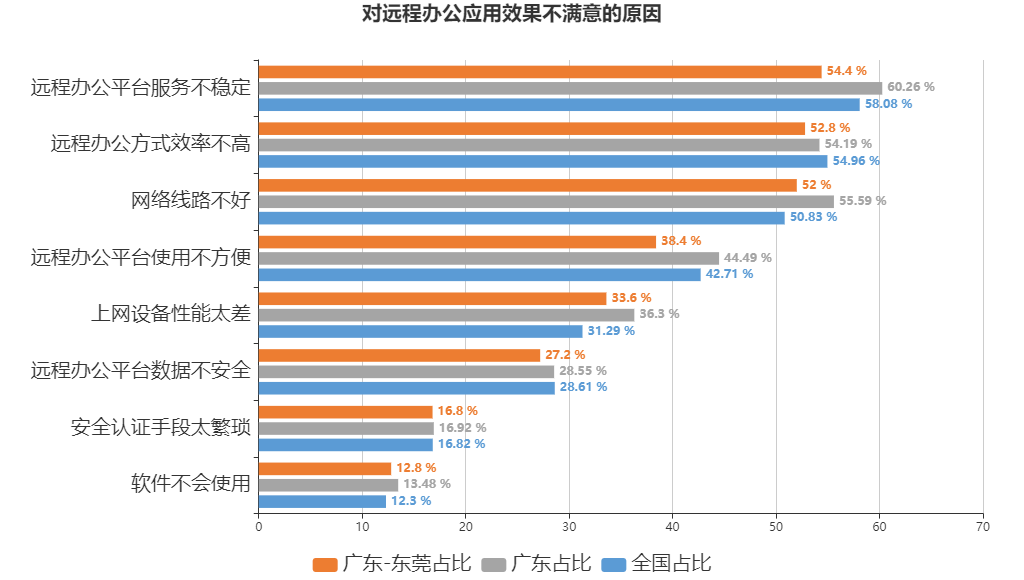 对远程办公应用效果不满意的原因
远程办公平台服务不稳定
54.4 %
60.26 %
58.08 %
远程办公方式效率不高
52.8 %
54.19 %
54.96 %
网络线路不好
52 %
55.59 %
50.83 %
远程办公平台使用不方便
38.4 %
44.49 %
42.71 %
上网设备性能太差
33.6 %
36.3 %
31.29 %
远程办公平台数据不安全
27.2 %
28.55 %
28.61 %
安全认证手段太繁琐
16.8 %
16.92 %
16.82 %
软件不会使用
12.8 %
13.48 %
12.3 %
0 10 20 30 40 50 60 70
广东-东莞占比 广东占比 全国占比